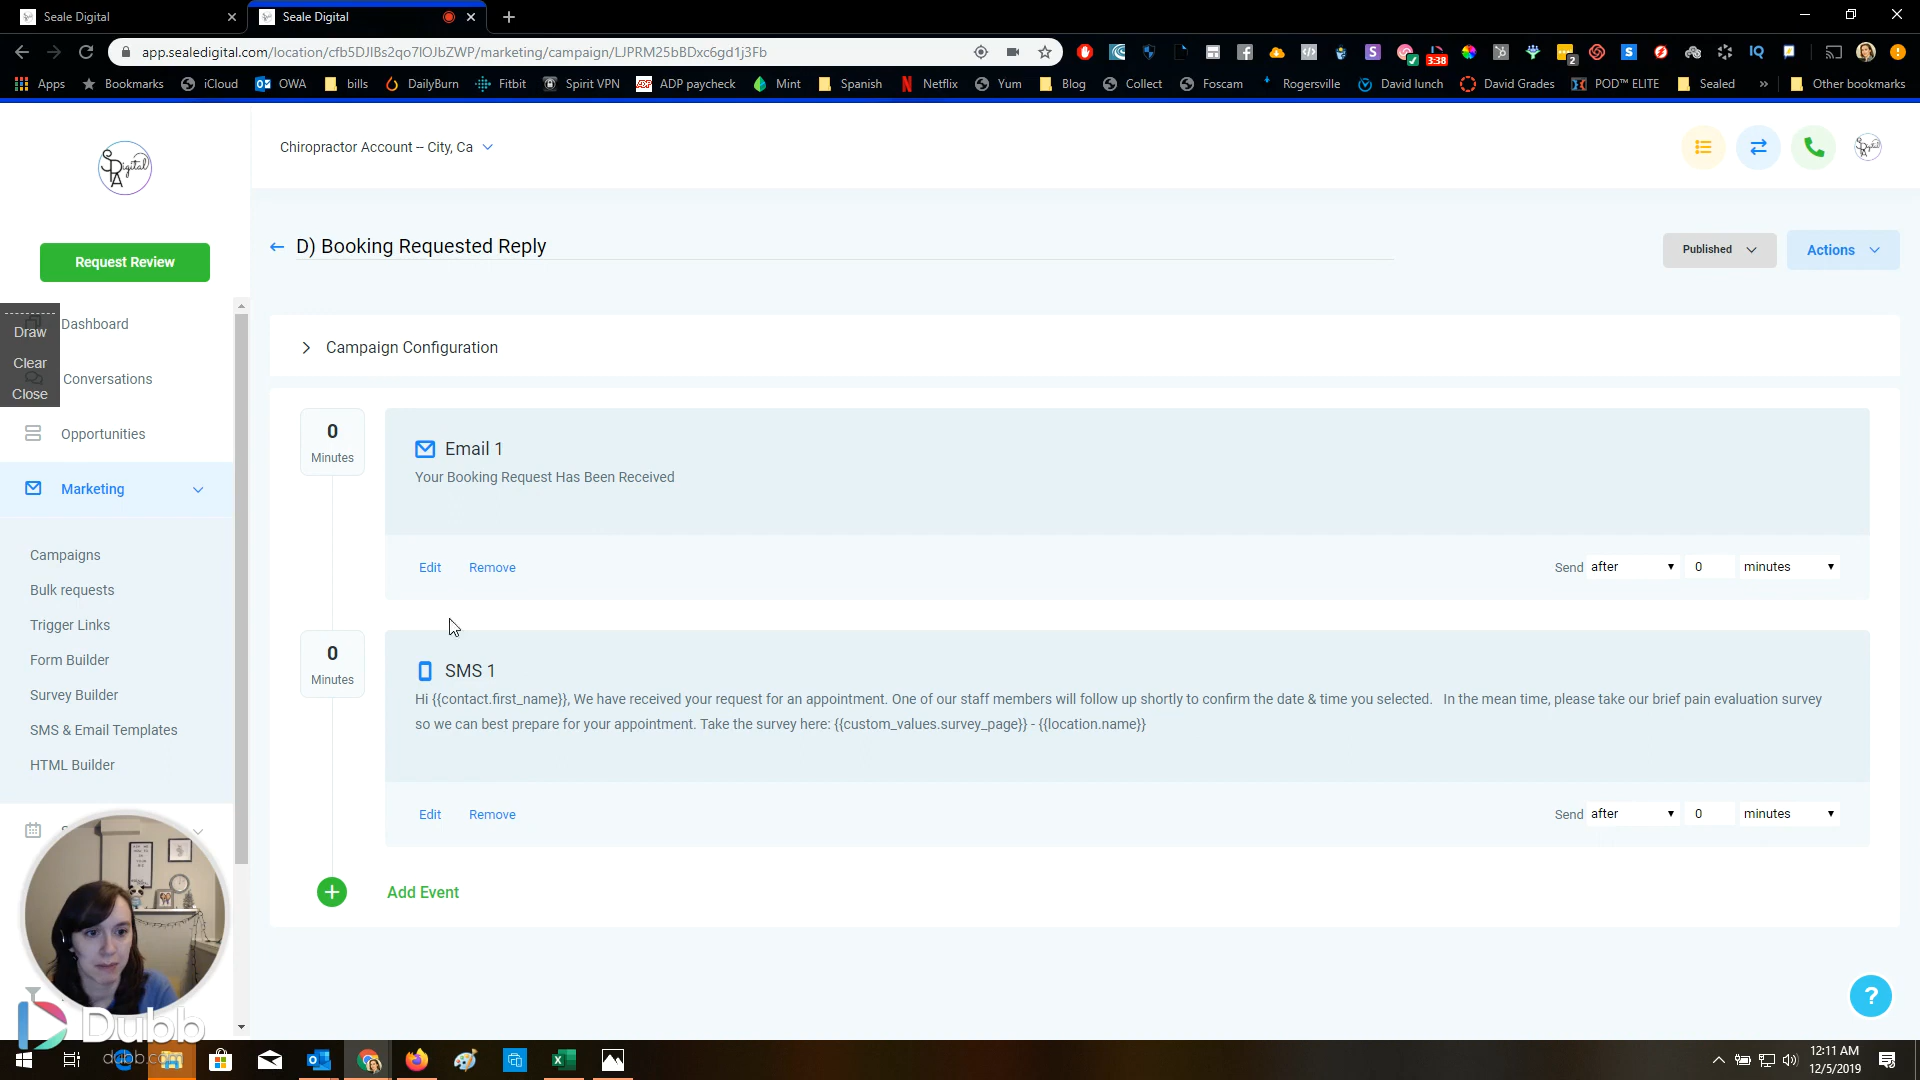 Seale Digital
Seale Digital
app.sealedigital.com/location/cfb5DJlBs2qo7lOJbZWP/marketing/campaign/LJPRM25bBDxc6gd1j3Fb
3:38
2
Apps
Bookmarks
iCloud
OWA
bills
DailyBurn
Fitbit
Spirit VPN
ADP paycheck
Mint
Spanish
Netflix
Yum
Blog
Collect
Foscam
Rogersville
David lunch
David Grades
POD™ ELITE
Sealed
»
Other bookmarks
Chiropractor Account -- City, Ca
Request Review
D) Booking Requested Reply
Published
Actions
Draw
Clear
Close
Dashboard
Conversations
Opportunities
Marketing
Campaigns
Bulk requests
Trigger Links
Form Builder
Survey Builder
SMS & Email Templates
HTML Builder
Campaign Configuration
0
Minutes
Email 1
Your Booking Request Has Been Received
Edit
Remove
Send after 0 minutes
0
Minutes
SMS 1
Hi {{contact.first_name}}, We have received your request for an appointment. One of our staff members will follow up shortly to confirm the date & time you selected. In the mean time, please take our brief pain evaluation survey
so we can best prepare for your appointment. Take the survey here: {{custom_values.survey_page}} - {{location.name}}
Edit
Remove
Send after 0 minutes
Add Event
?
Dubb
dubb.com
12:11 AM
12/5/2019